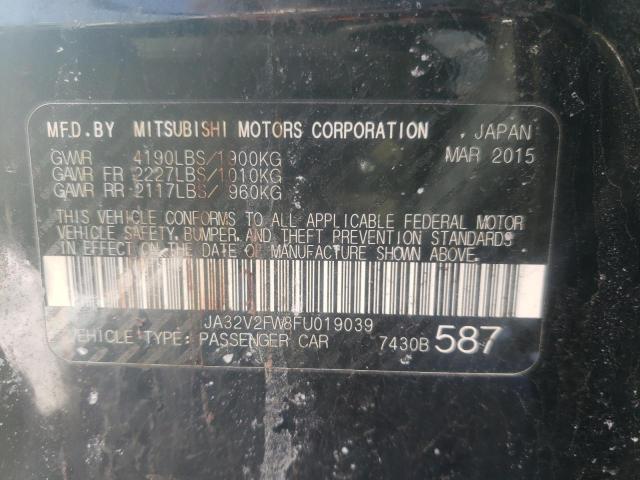 MFD.BY MITSUBISHI MOTORS CORPORATION , JAPAN
GVWR 4190LBS/1900KG MAR 2015
GAWR FR 2227LBS/1010KG
GAWR RR 2117LBS/ 960KG
THIS VEHICLE CONFORMS TO ALL APPLICABLE FEDERAL MOTOR
VEHICLE SAFETY, BUMPER, AND THEFT PREVENTION STANDARDS
IN EFFECT ON THE DATE OF MANUFACTURE SHOWN ABOVE.
JA32V2FW8FU019039
VEHICLE TYPE: PASSENGER CAR 7430B 587